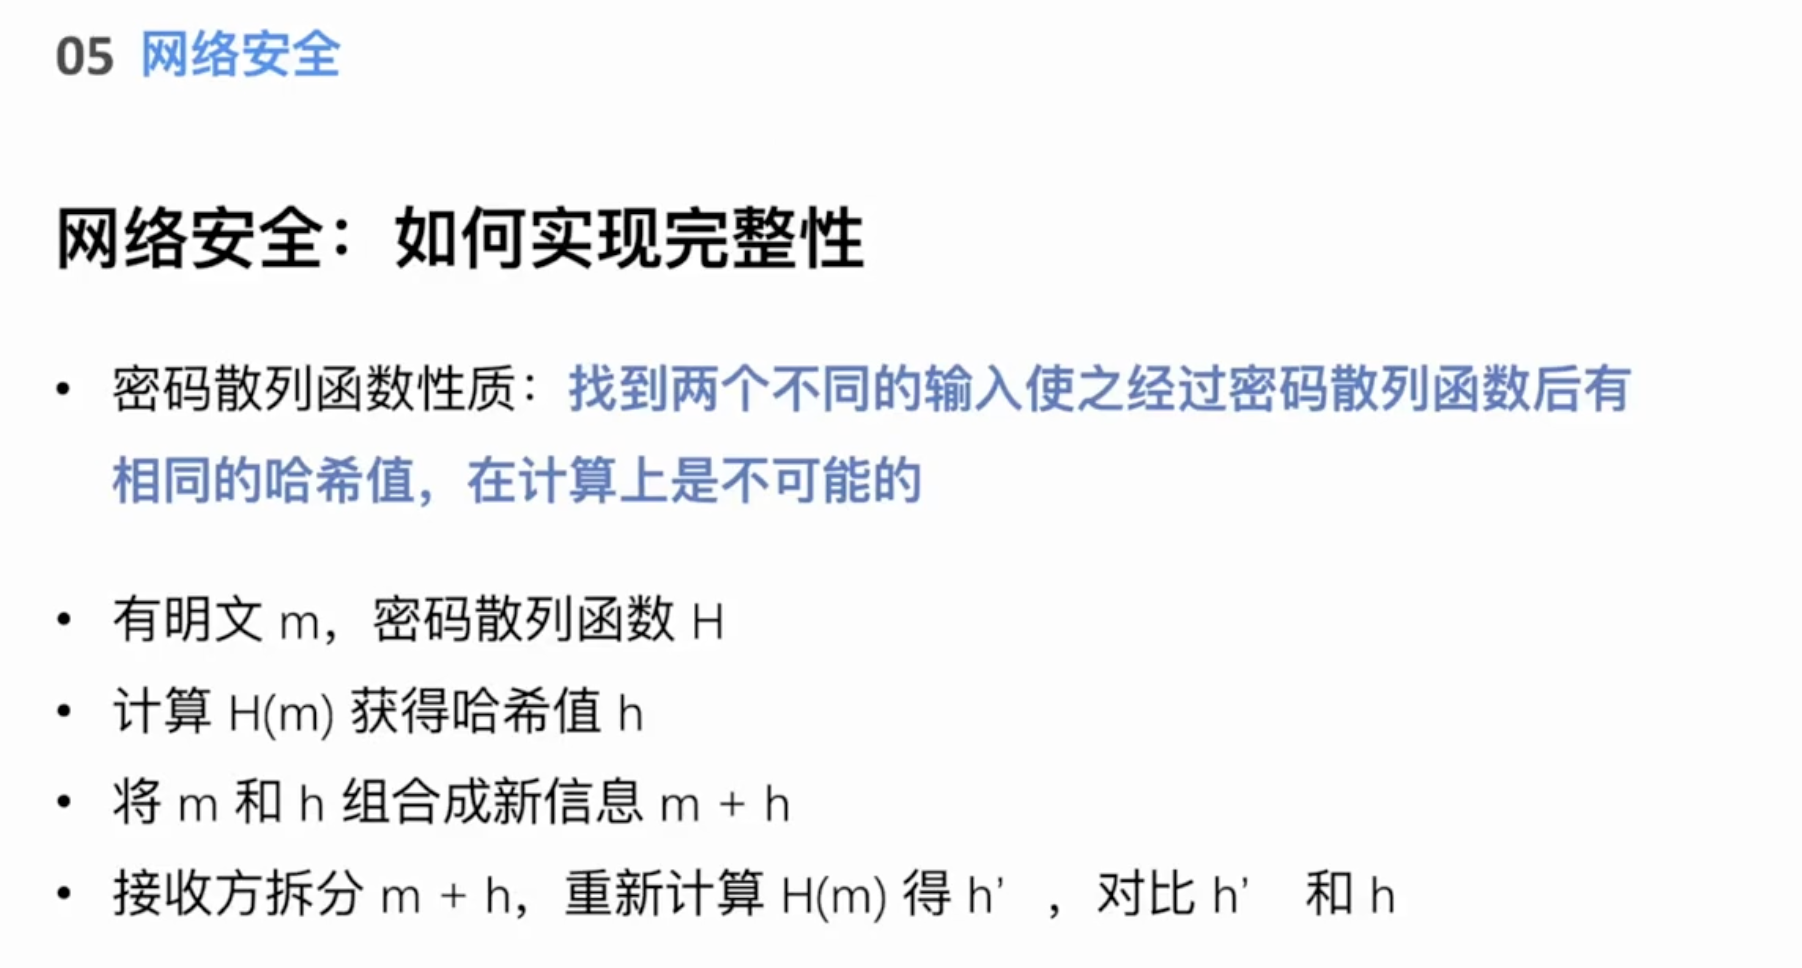 05 网络安全
网络安全：如何实现完整性
• 密码散列函数性质：找到两个不同的输入使之经过密码散列函数后有
相同的哈希值，在计算上是不可能的
• 有明文 m，密码散列函数 H
• 计算 H(m) 获得哈希值 h
• 将 m 和 h 组合成新信息 m + h
• 接收方拆分 m + h，重新计算 H(m) 得 h’ ，对比 h’ 和 h